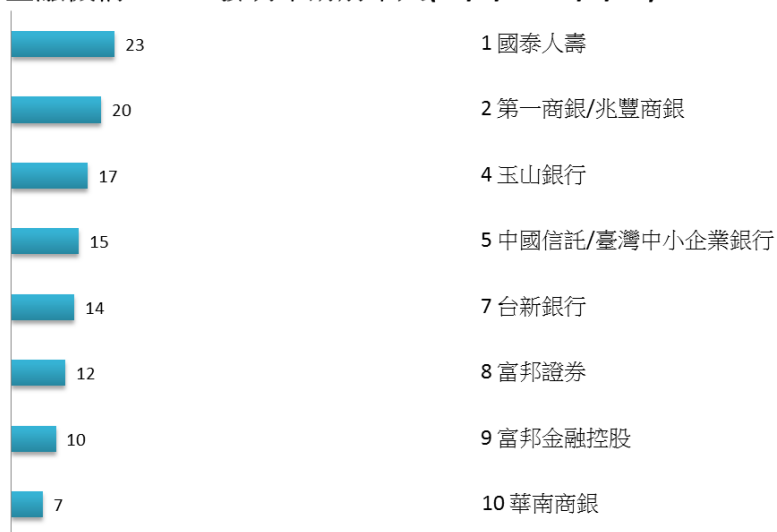 23 1 國泰人壽
20 2 第一商銀/兆豐商銀
17 4 玉山銀行
15 5 中國信託/臺灣中小企業銀行
14 7 台新銀行
12 8 富邦證券
10 9 富邦金融控股
7 10 華南商銀